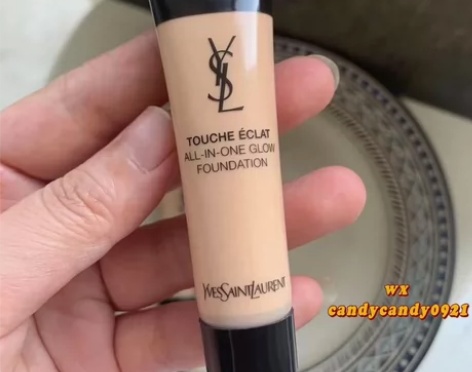 YSL
TOUCHE ÉCLAT
ALL-IN-ONE GLOW
FOUNDATION
YVESSAINTLAURENT
wx
candycandy0921